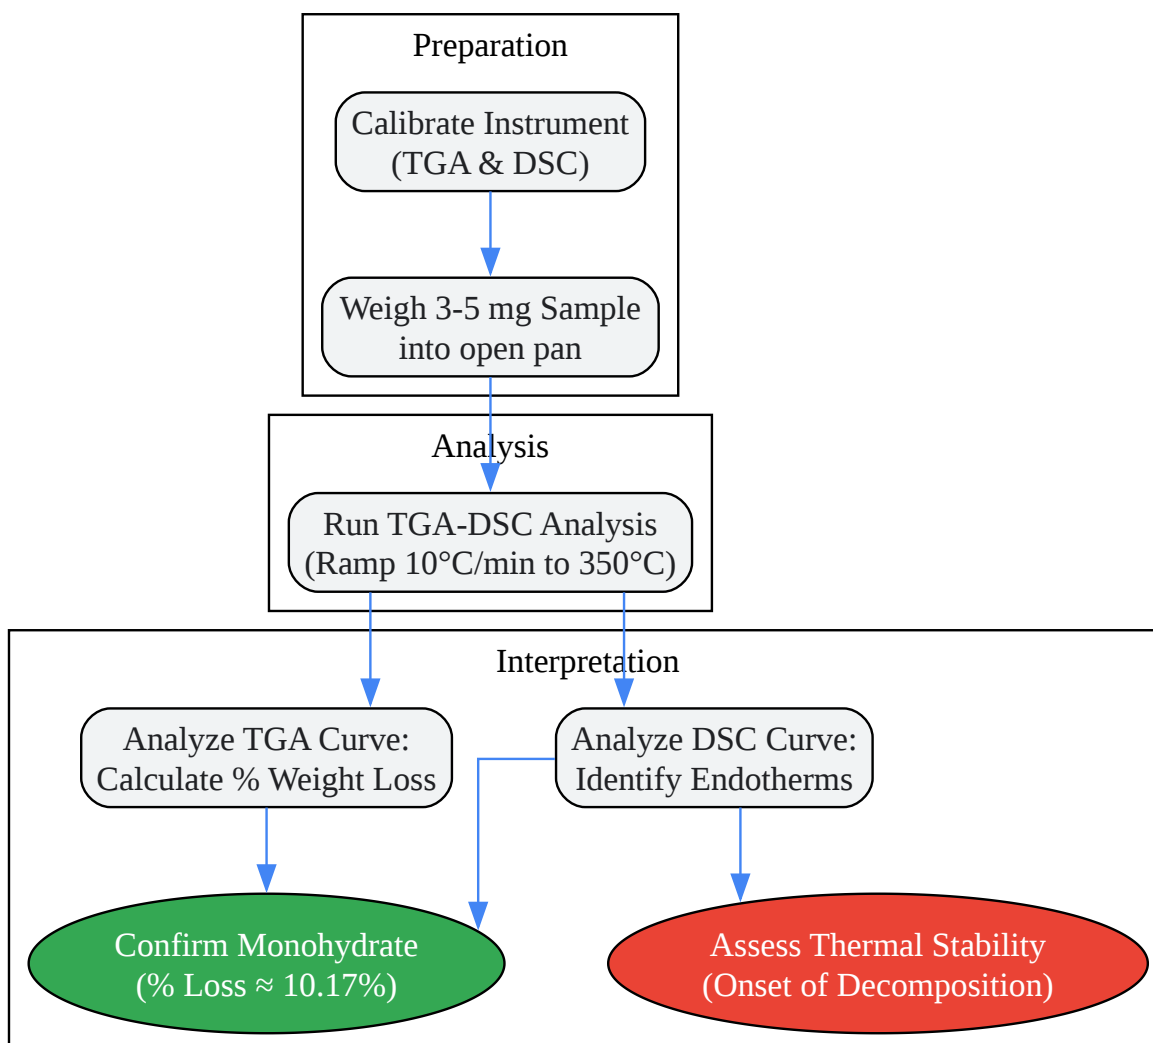 Preparation
Calibrate Instrument
(TGA & DSC)
Weigh 3-5 mg Sample
into open pan
Analysis
Run TGA-DSC Analysis
(Ramp 10°C/min to 350°C)
Interpretation
Analyze TGA Curve:
Calculate % Weight Loss
Analyze DSC Curve:
Identify Endotherms
Confirm Monohydrate
(% Loss ≈ 10.17%)
Assess Thermal Stability
(Onset of Decomposition)